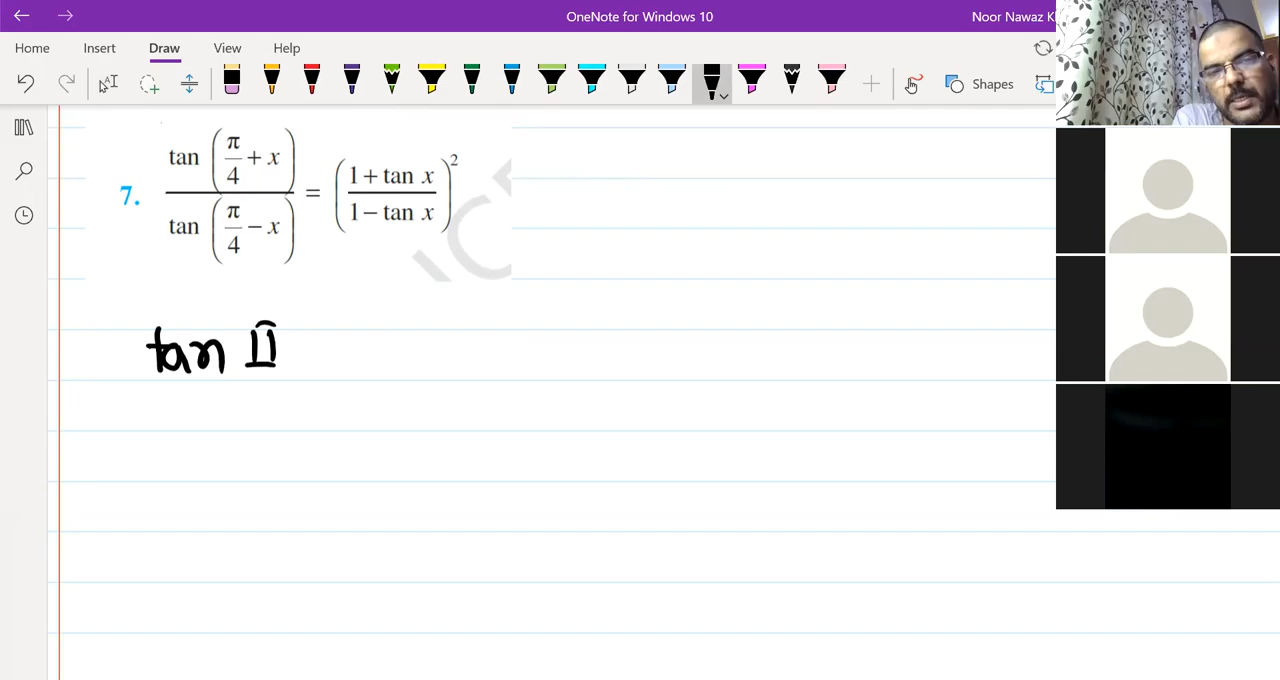 OneNote for Windows 10
Noor Nawaz K
Home Insert Draw View Help
Shapes
7. tan (π/4 + x) / tan (π/4 − x) = ((1 + tan x) / (1 − tan x))²
tan π